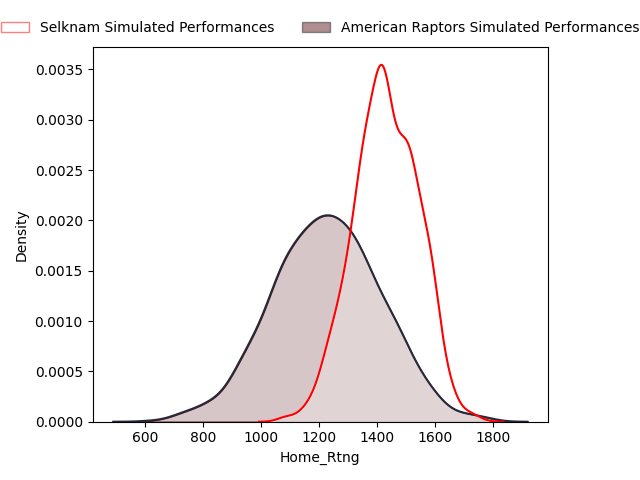 Selknam Simulated Performances
American Raptors Simulated Performances
0.0035
0.0030
0.0025
0.0020
0.0015
0.0010
0.0005
0.0000
Density
600 800 1000 1200 1400 1600 1800
Home_Rtng